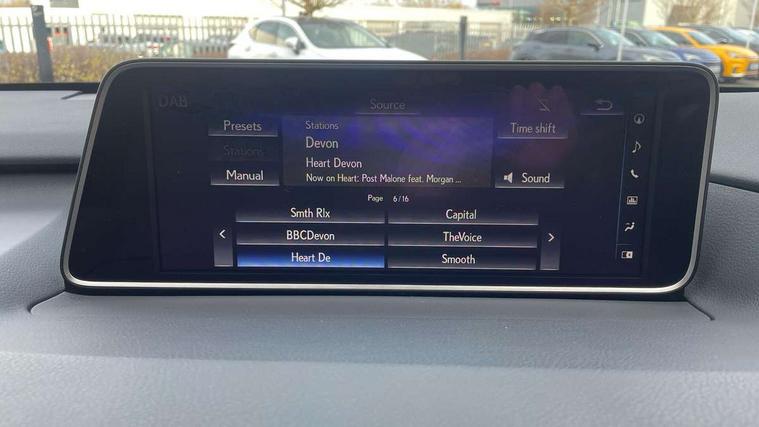 DAB
Source
Presets
Stations
Manual
Stations
Devon
Heart Devon
Now on Heart: Post Malone feat. Morgan ...
Time shift
Sound
Page 6/16
Smth Rlx
Capital
BBCDevon
TheVoice
Heart De
Smooth